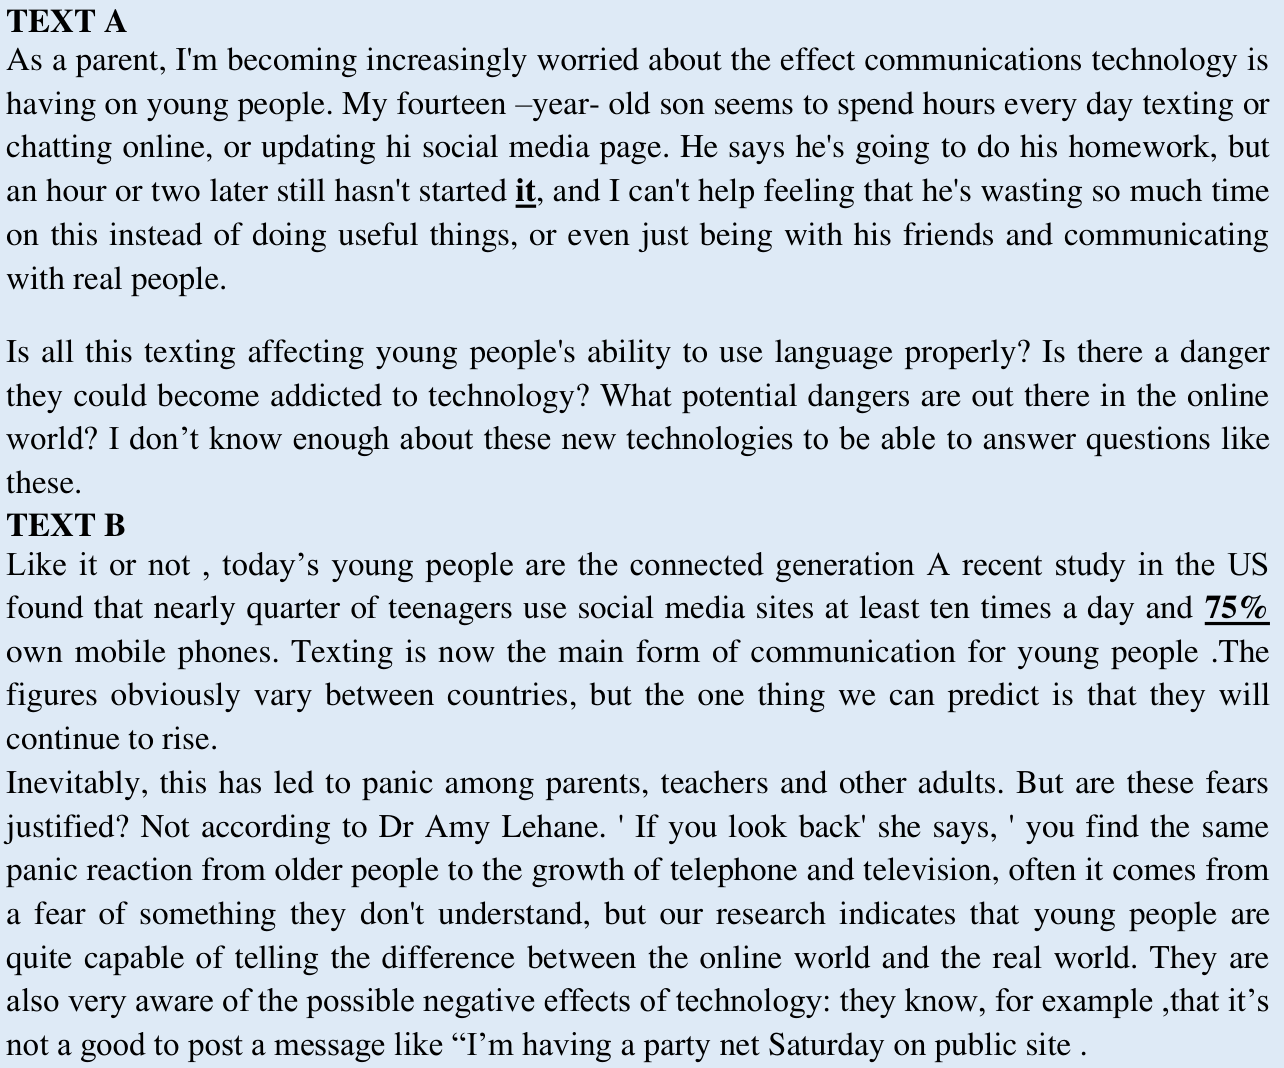 TEXT A
As a parent, I'm becoming increasingly worried about the effect communications technology is
having on young people. My fourteen –year- old son seems to spend hours every day texting or
chatting online, or updating hi social media page. He says he's going to do his homework, but
an hour or two later still hasn't started it, and I can't help feeling that he's wasting so much time
on this instead of doing useful things, or even just being with his friends and communicating
with real people.
Is all this texting affecting young people's ability to use language properly? Is there a danger
they could become addicted to technology? What potential dangers are out there in the online
world? I don’t know enough about these new technologies to be able to answer questions like
these.
TEXT B
Like it or not , today’s young people are the connected generation A recent study in the US
found that nearly quarter of teenagers use social media sites at least ten times a day and 75%
own mobile phones. Texting is now the main form of communication for young people .The
figures obviously vary between countries, but the one thing we can predict is that they will
continue to rise.
Inevitably, this has led to panic among parents, teachers and other adults. But are these fears
justified? Not according to Dr Amy Lehane. ' If you look back' she says, ' you find the same
panic reaction from older people to the growth of telephone and television, often it comes from
a fear of something they don't understand, but our research indicates that young people are
quite capable of telling the difference between the online world and the real world. They are
also very aware of the possible negative effects of technology: they know, for example ,that it’s
not a good to post a message like “I’m having a party net Saturday on public site .